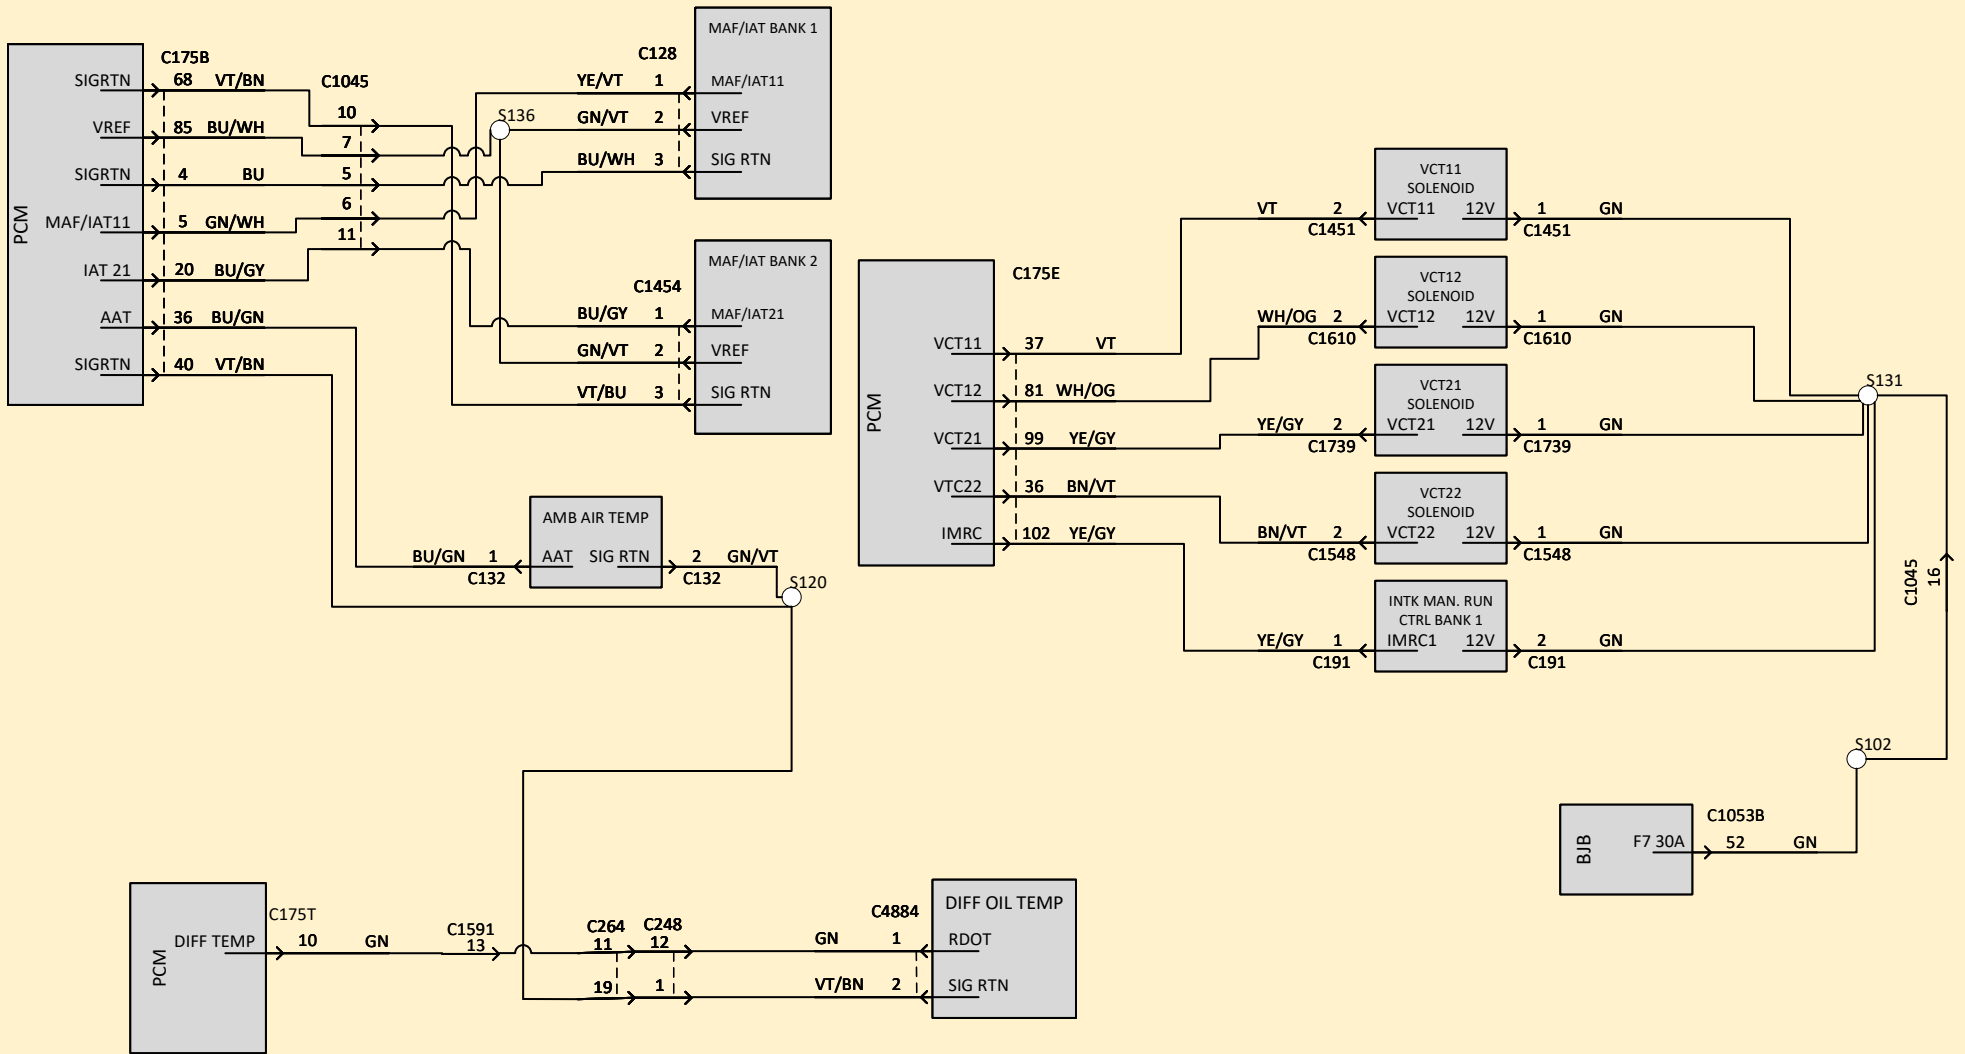 PCM
C175B
SIGRTN 68 VT/BN
VREF 85 BU/WH
SIGRTN 4 BU
MAF/IAT11 5 GN/WH
IAT 21 20 BU/GY
AAT 36 BU/GN
SIGRTN 40 VT/BN
C1045
10
7
5
6
11
S136
C128
MAF/IAT BANK 1
YE/VT 1 MAF/IAT11
GN/VT 2 VREF
BU/WH 3 SIG RTN
C1454
MAF/IAT BANK 2
BU/GY 1 MAF/IAT21
GN/VT 2 VREF
VT/BU 3 SIG RTN
AMB AIR TEMP
BU/GN 1 AAT SIG RTN 2 GN/VT
C132 C132
S120
PCM
C175E
VCT11 37 VT
VCT12 81 WH/OG
VCT21 99 YE/GY
VTC22 36 BN/VT
IMRC 102 YE/GY
VCT11
SOLENOID
VT 2 VCT11 12V 1 GN
C1451 C1451
VCT12
SOLENOID
WH/OG 2 VCT12 12V 1 GN
C1610 C1610
VCT21
SOLENOID
YE/GY 2 VCT21 12V 1 GN
C1739 C1739
VCT22
SOLENOID
BN/VT 2 VCT22 12V 1 GN
C1548 C1548
INTK MAN. RUN
CTRL BANK 1
YE/GY 1 IMRC1 12V 2 GN
C191 C191
S131
C1045
16
S102
BJB
C1053B
F7 30A 52 GN
PCM
C175T
DIFF TEMP 10 GN
C1591
13
C264
11
19
C248
12
1
C4884
DIFF OIL TEMP
GN 1 RDOT
VT/BN 2 SIG RTN